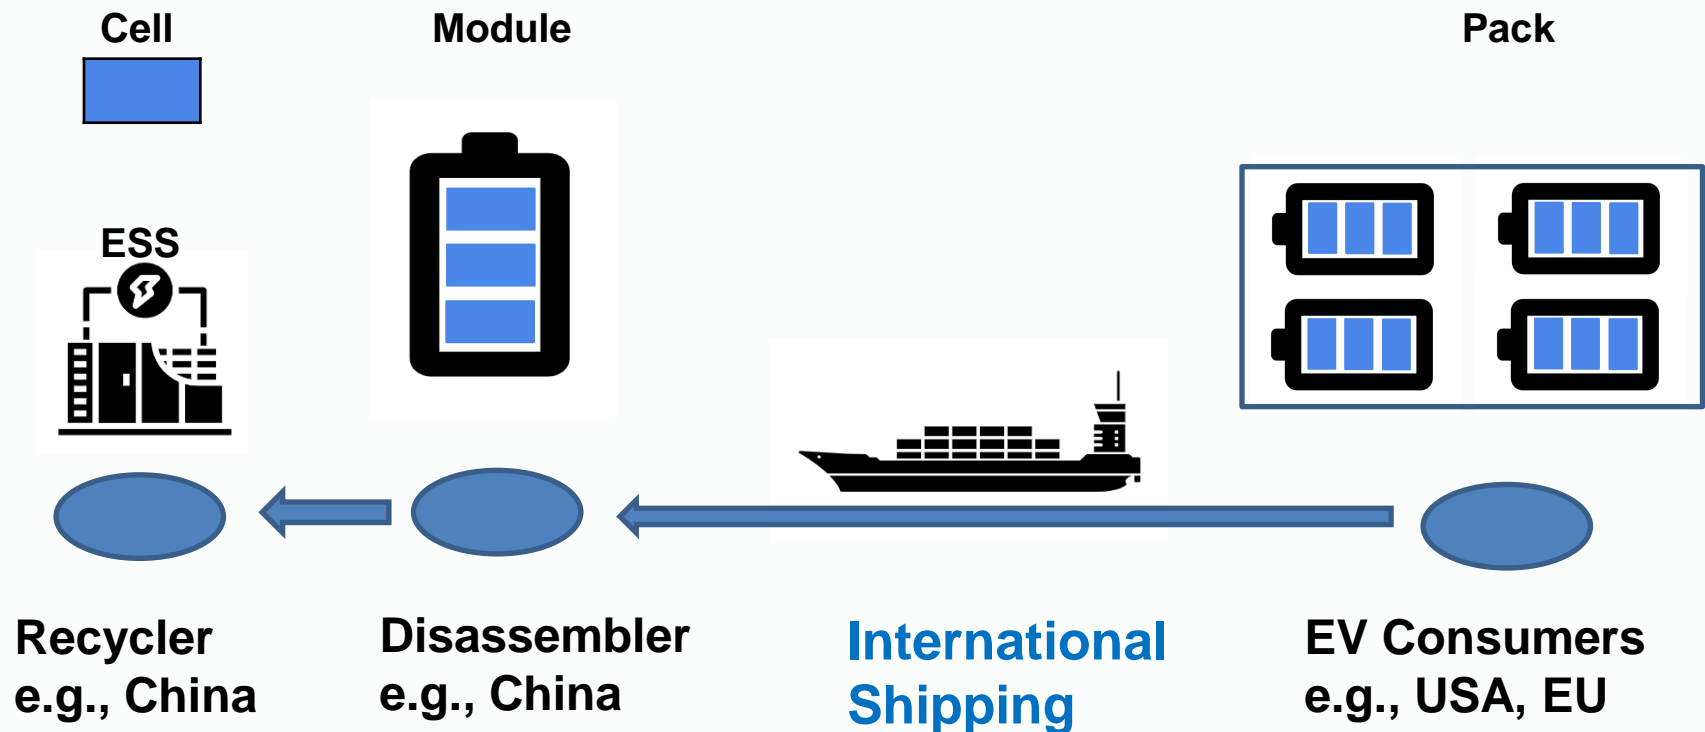 Cell
Module
Pack
ESS
Recycler
e.g., China
Disassembler
e.g., China
International
Shipping
EV Consumers
e.g., USA, EU